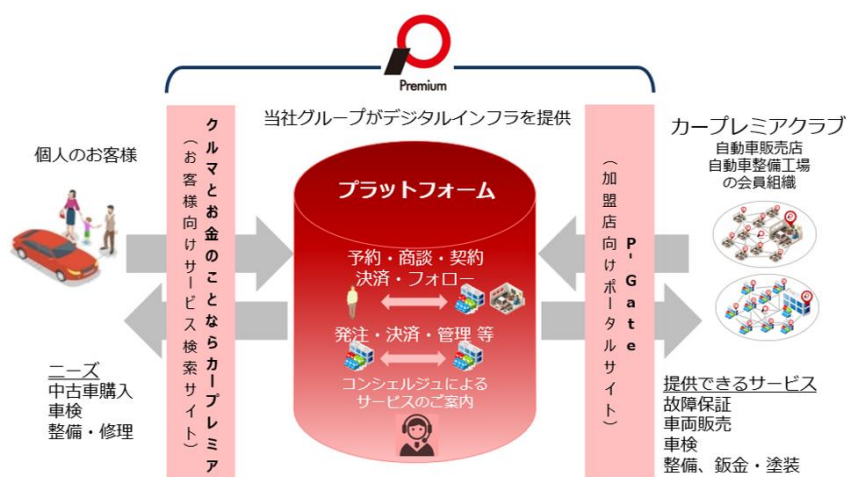 Premium
当社グループがデジタルインフラを提供
個人のお客様
クルマとお金のことならカープレミア
（お客様向けサービス検索サイト）
プラットフォーム
予約・商談・契約
決済・フォロー
発注・決済・管理 等
コンシェルジュによる
サービスのご案内
P'Gate
（加盟店向けポータルサイト）
カープレミアクラブ
自動車販売店
自動車整備工場
の会員組織
ニーズ
中古車購入
車検
整備・修理
提供できるサービス
故障保証
車両販売
車検
整備、鈑金・塗装